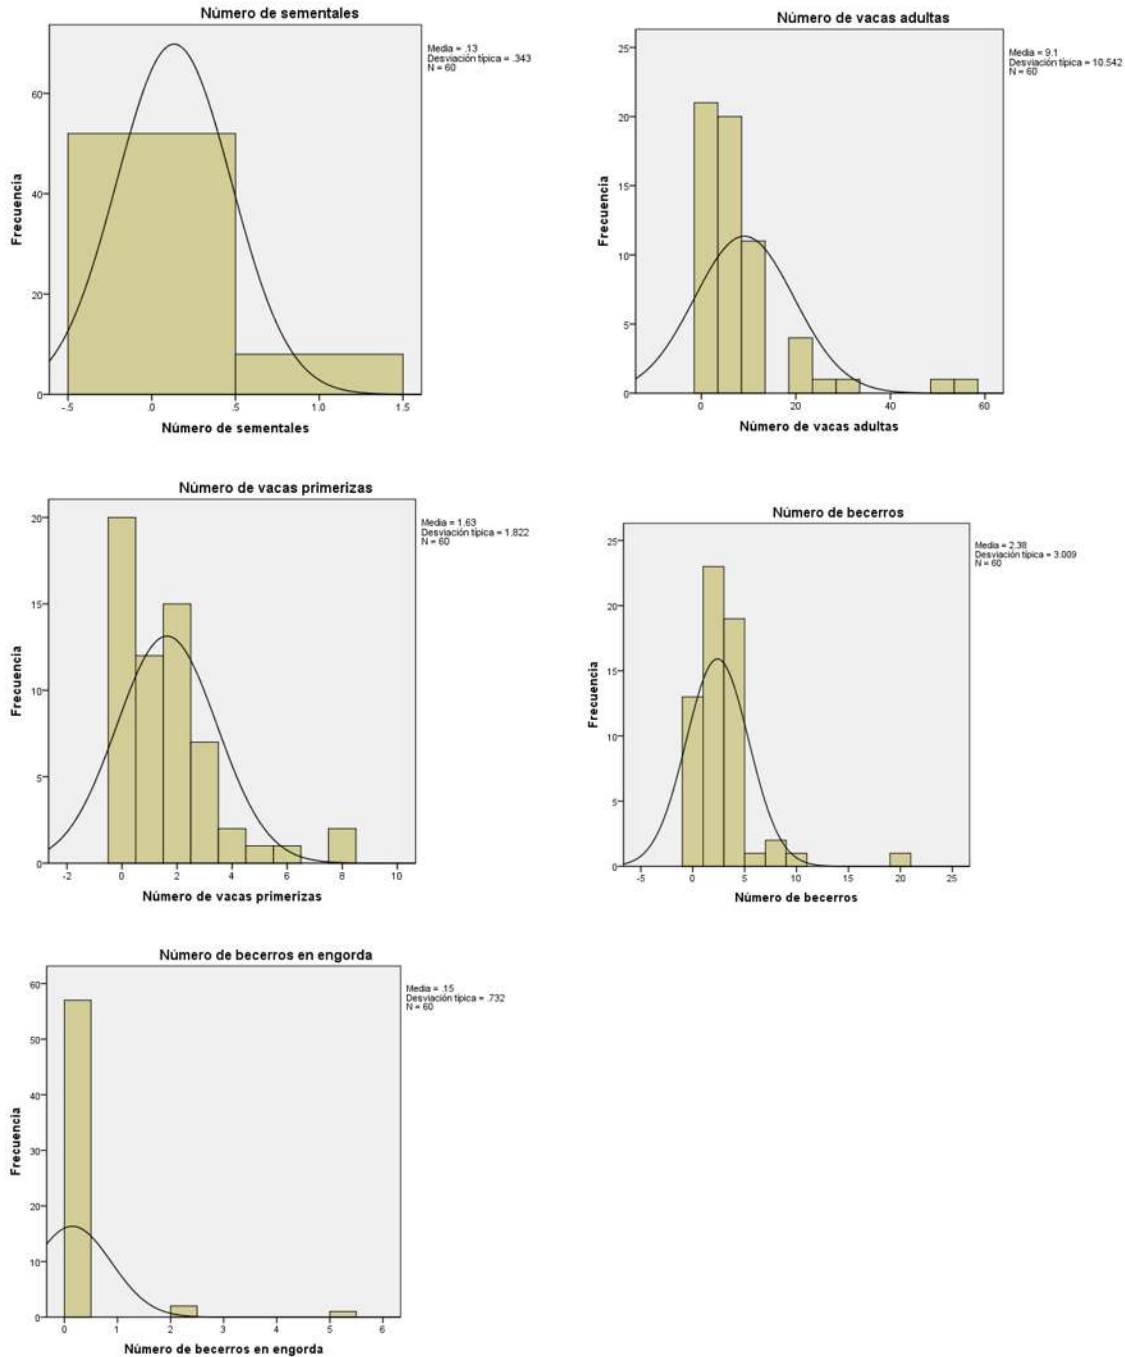 Número de sementales
Media = .13
Desviación típica = .343
N = 60
Frecuencia
60
40
20
0
-.5 .0 .5 1.0 1.5
Número de sementales
Número de vacas adultas
Media = 9.1
Desviación típica = 10.542
N = 60
Frecuencia
25
20
15
10
5
0
0 20 40 60
Número de vacas adultas
Número de vacas primerizas
Media = 1.63
Desviación típica = 1.822
N = 60
Frecuencia
20
15
10
5
0
-2 0 2 4 6 8 10
Número de vacas primerizas
Número de becerros
Media = 2.38
Desviación típica = 3.009
N = 60
Frecuencia
25
20
15
10
5
0
-5 0 5 10 15 20 25
Número de becerros
Número de becerros en engorda
Media = .15
Desviación típica = .732
N = 60
Frecuencia
60
50
40
30
20
10
0
0 1 2 3 4 5 6
Número de becerros en engorda